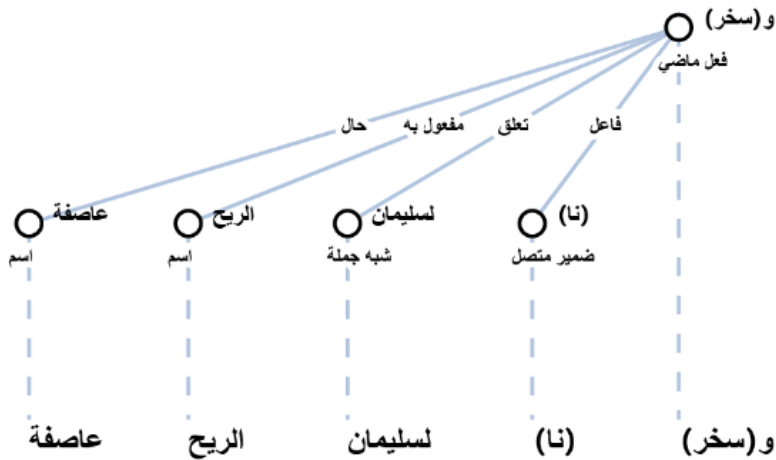 و(سخر)
فعل ماضي
فاعل تعلق مفعول به حال
(نا) لسليمان الريح عاصفة
ضمير متصل شبه جملة اسم اسم
و(سخر) (نا) لسليمان الريح عاصفة